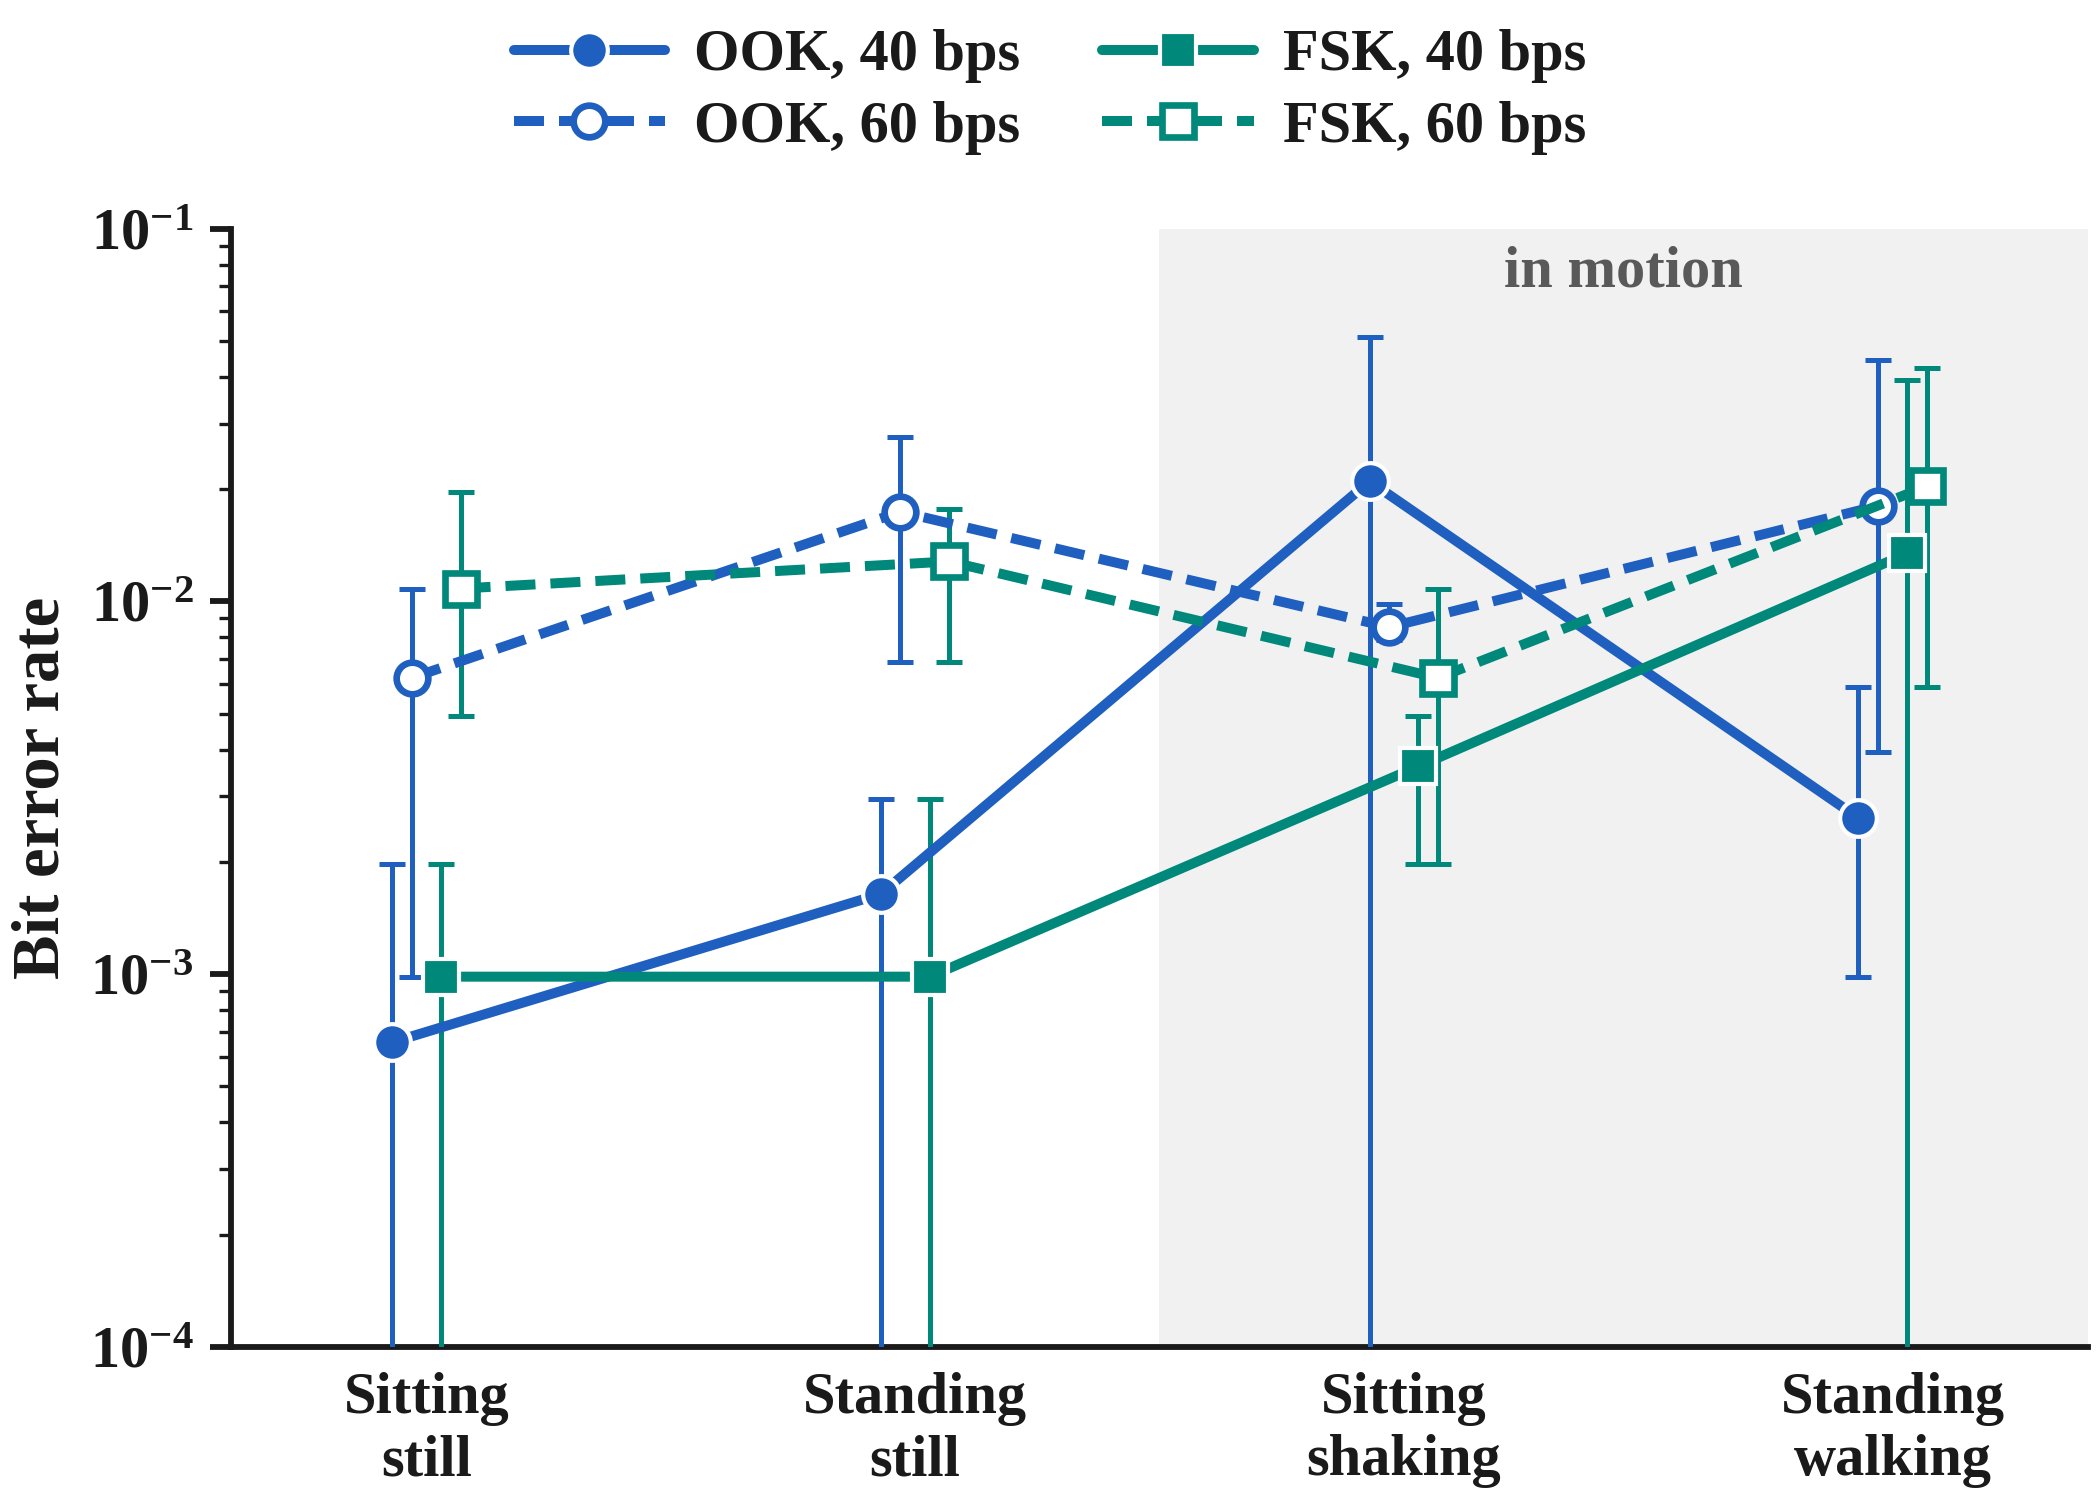 OOK, 40 bps
FSK, 40 bps
OOK, 60 bps
FSK, 60 bps
in motion
Bit error rate
10⁻¹
10⁻²
10⁻³
10⁻⁴
Sitting still
Standing still
Sitting shaking
Standing walking